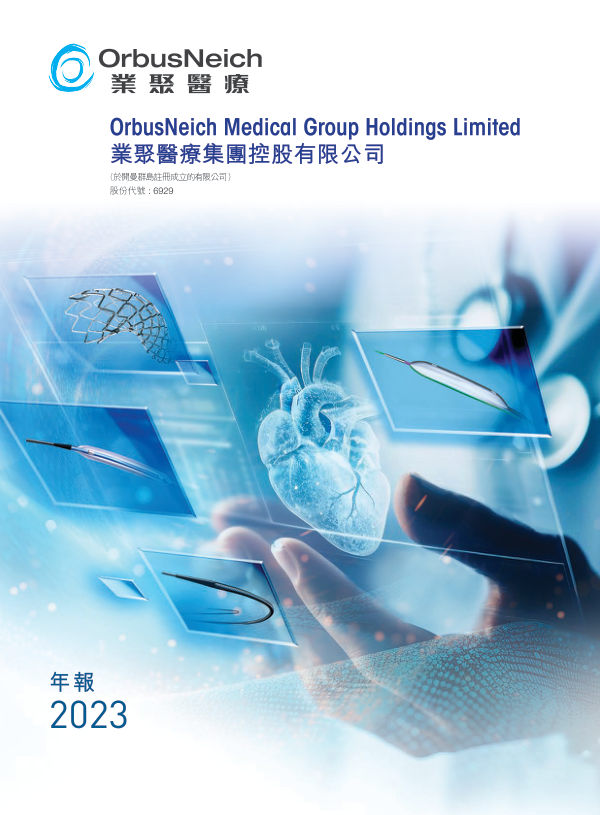 OrbusNeich
業聚醫療
OrbusNeich Medical Group Holdings Limited
業聚醫療集團控股有限公司
(於開曼群島註冊成立的有限公司)
股份代號 : 6929
年報
2023